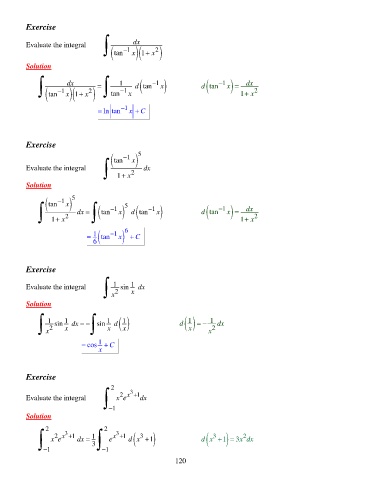 Exercise
Evaluate the integral ∫ dx / (tan⁻¹ x)(1 + x²)
Solution
∫ dx / (tan⁻¹ x)(1 + x²) = ∫ 1 / tan⁻¹ x d(tan⁻¹ x)    d(tan⁻¹ x) = dx / 1 + x²
= ln|tan⁻¹ x| + C
Exercise
Evaluate the integral ∫ (tan⁻¹ x)⁵ / 1 + x² dx
Solution
∫ (tan⁻¹ x)⁵ / 1 + x² dx = ∫ (tan⁻¹ x)⁵ d(tan⁻¹ x)    d(tan⁻¹ x) = dx / 1 + x²
= 1/6 (tan⁻¹ x)⁶ + C
Exercise
Evaluate the integral ∫ 1/x² sin 1/x dx
Solution
∫ 1/x² sin 1/x dx = − ∫ sin 1/x d(1/x)    d(1/x) = − 1/x² dx
= cos 1/x + C
Exercise
Evaluate the integral ∫₋₁² x² e^(x³+1) dx
Solution
∫₋₁² x² e^(x³+1) dx = 1/3 ∫₋₁² e^(x³+1) d(x³ + 1)    d(x³ + 1) = 3x² dx
120